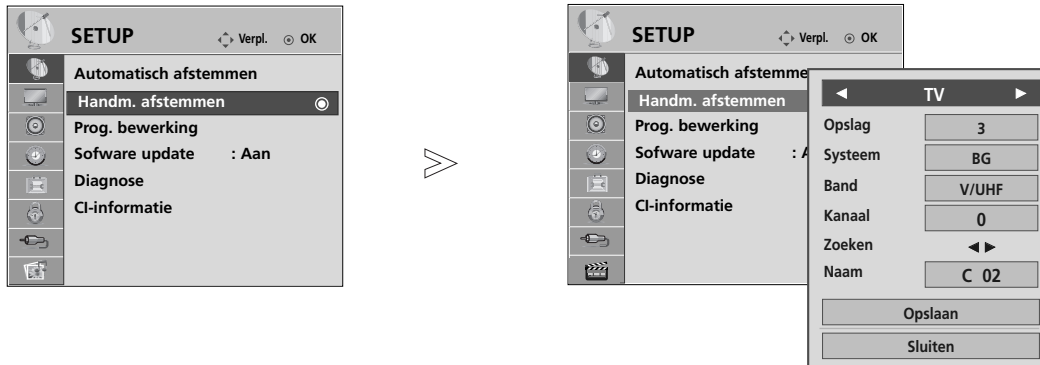 SETUP Verpl. OK
Automatisch afstemmen
Handm. afstemmen
Prog. bewerking
Sofware update : Aan
Diagnose
CI-informatie
SETUP Verpl. OK
Automatisch afstemme
Handm. afstemmen
Prog. bewerking
Sofware update : A
Diagnose
CI-informatie
TV
Opslag 3
Systeem BG
Band V/UHF
Kanaal 0
Zoeken
Naam C 02
Opslaan
Sluiten